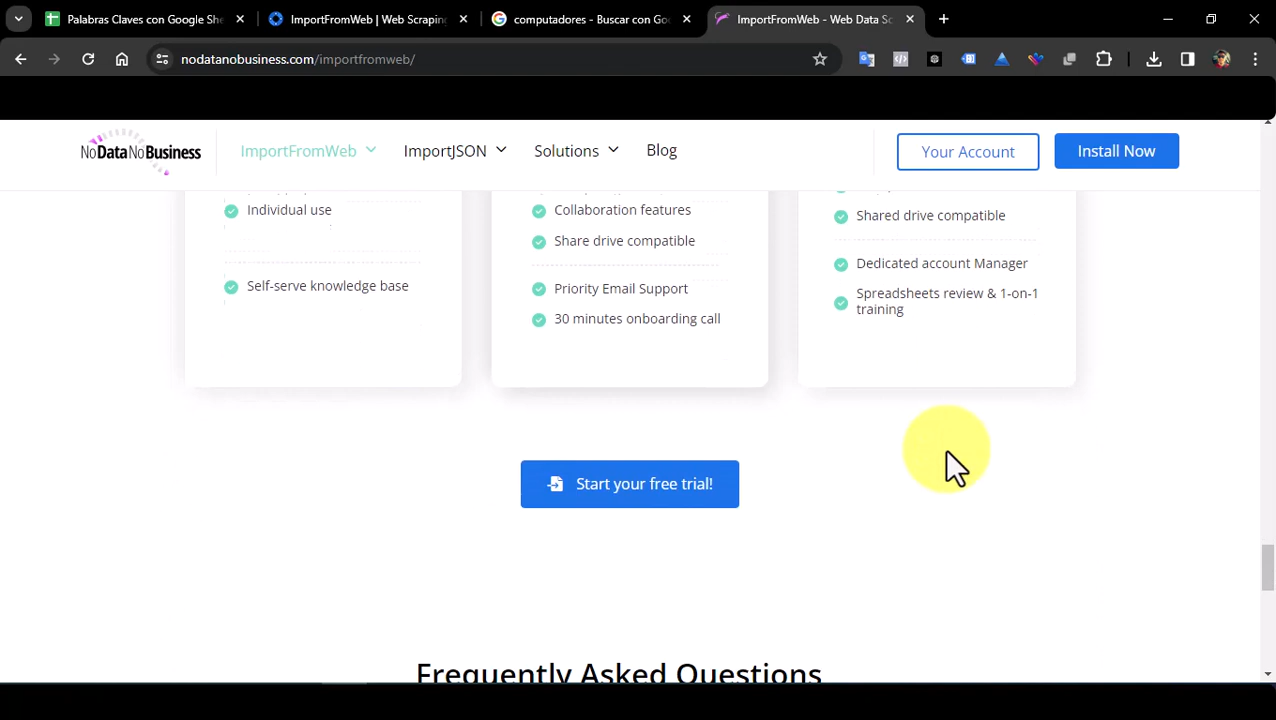 Palabras Claves con Google She
ImportFromWeb | Web Scraping
computadores - Buscar con Goo
ImportFromWeb - Web Data Sc
nodatanobusiness.com/importfromweb/
NoDataNoBusiness
ImportFromWeb
ImportJSON
Solutions
Blog
Your Account
Install Now
Individual use
Self-serve knowledge base
Collaboration features
Share drive compatible
Priority Email Support
30 minutes onboarding call
Shared drive compatible
Dedicated account Manager
Spreadsheets review & 1-on-1
training
Start your free trial!
Frequently Asked Questions